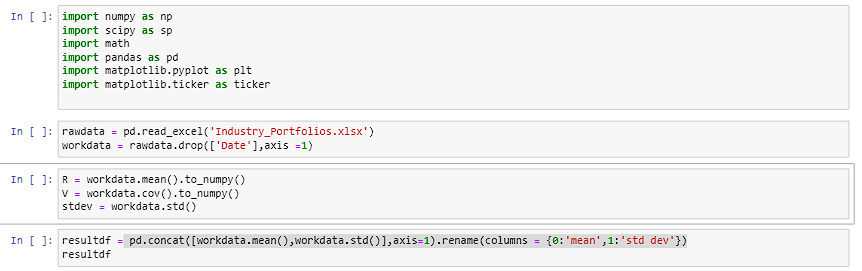 In [ ]: import numpy as np
import scipy as sp
import math
import pandas as pd
import matplotlib.pyplot as plt
import matplotlib.ticker as ticker
In [ ]: rawdata = pd.read_excel('Industry_Portfolios.xlsx')
workdata = rawdata.drop(['Date'],axis =1)
In [ ]: R = workdata.mean().to_numpy()
V = workdata.cov().to_numpy()
stdev = workdata.std()
In [ ]: resultdf = pd.concat([workdata.mean(),workdata.std()],axis=1).rename(columns = {0:'mean',1:'std dev'})
resultdf